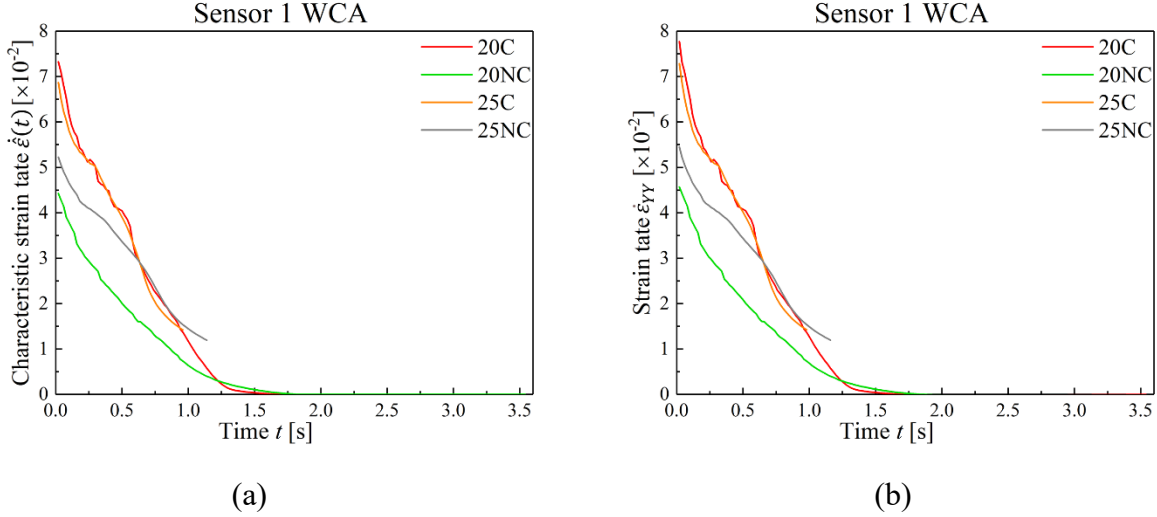 Sensor 1 WCA
Characteristic strain tate ε̇̂(t) [×10⁻²]
8
7
6
5
4
3
2
1
0
20C
20NC
25C
25NC
0.0 0.5 1.0 1.5 2.0 2.5 3.0 3.5
Time t [s]
(a)
Sensor 1 WCA
Strain tate ε̇YY [×10⁻²]
8
7
6
5
4
3
2
1
0
20C
20NC
25C
25NC
0.0 0.5 1.0 1.5 2.0 2.5 3.0 3.5
Time t [s]
(b)